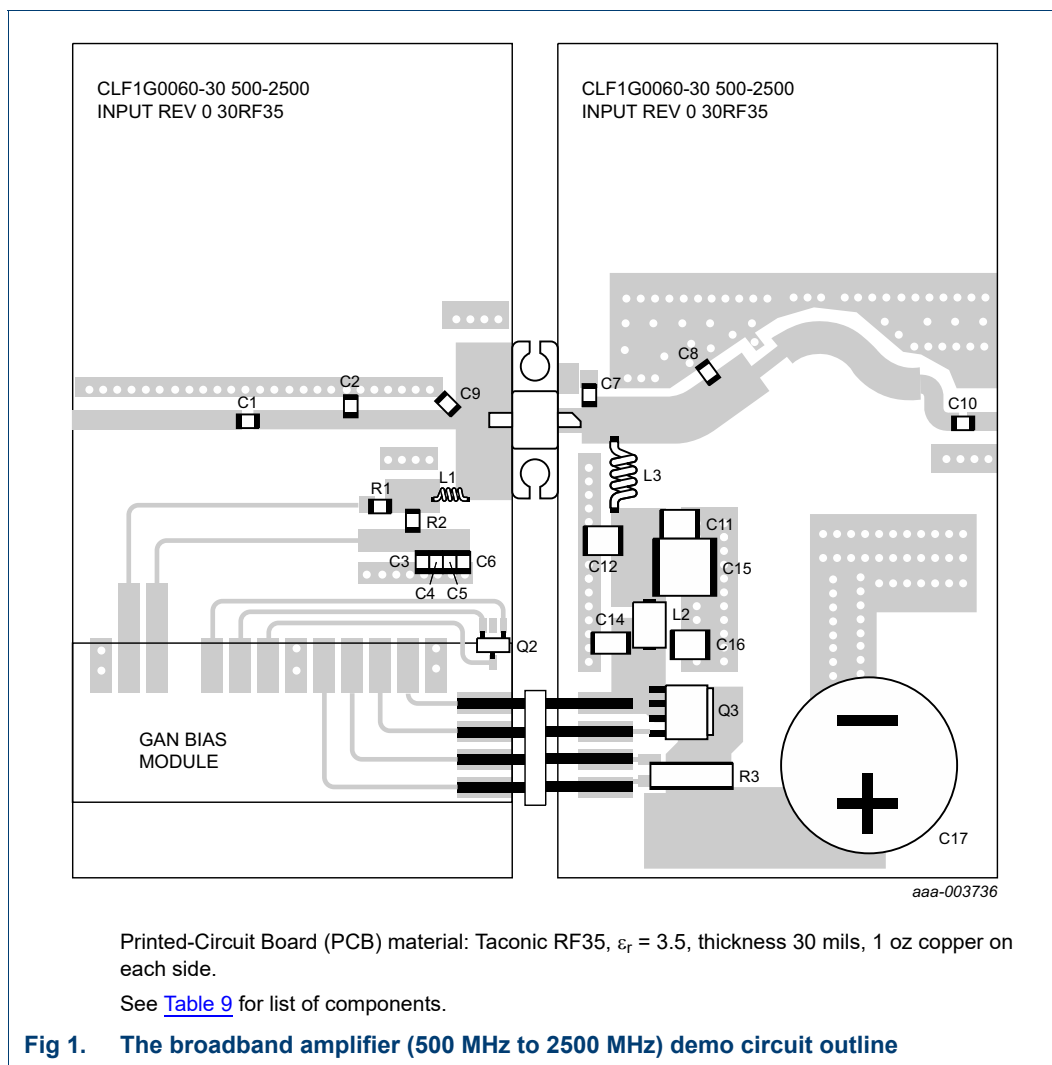 CLF1G0060-30 500-2500
INPUT REV 0 30RF35
CLF1G0060-30 500-2500
INPUT REV 0 30RF35
C1
C2
C9
C7
C8
C10
R1
L1
R2
C3
C4
C5
C6
L3
C11
C12
C15
L2
C14
C16
Q2
Q3
GAN BIAS
MODULE
R3
C17
aaa-003736
Printed-Circuit Board (PCB) material: Taconic RF35, εr = 3.5, thickness 30 mils, 1 oz copper on
each side.
See Table 9 for list of components.
Fig 1. The broadband amplifier (500 MHz to 2500 MHz) demo circuit outline